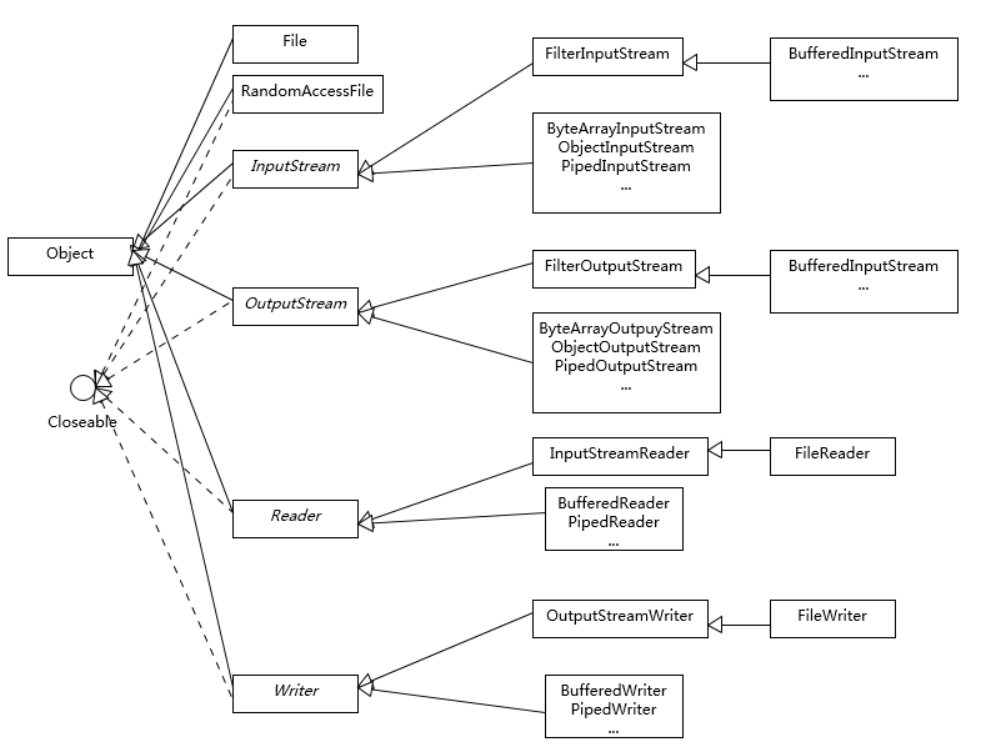 File
RandomAccessFile
InputStream
Object
OutputStream
Closeable
Reader
Writer
FilterInputStream
BufferedInputStream
...
ByteArrayInputStream
ObjectInputStream
PipedInputStream
...
FilterOutputStream
BufferedInputStream
...
ByteArrayOutpuyStream
ObjectOutputStream
PipedOutputStream
...
InputStreamReader
FileReader
BufferedReader
PipedReader
...
OutputStreamWriter
FileWriter
BufferedWriter
PipedWriter
...